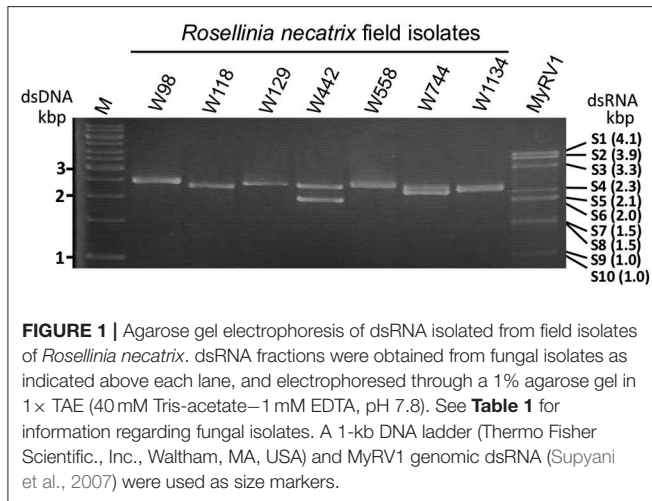 Rosellinia necatrix field isolates
dsDNA
kbp
M
W98
W118
W129
W442
W558
W744
W1134
MyRV1
dsRNA
kbp
3
2
1
S1 (4.1)
S2 (3.9)
S3 (3.3)
S4 (2.3)
S5 (2.1)
S6 (2.0)
S7 (1.5)
S8 (1.5)
S9 (1.0)
S10 (1.0)
FIGURE 1 | Agarose gel electrophoresis of dsRNA isolated from field isolates
of Rosellinia necatrix. dsRNA fractions were obtained from fungal isolates as
indicated above each lane, and electrophoresed through a 1% agarose gel in
1× TAE (40 mM Tris-acetate–1 mM EDTA, pH 7.8). See Table 1 for
information regarding fungal isolates. A 1-kb DNA ladder (Thermo Fisher
Scientific., Inc., Waltham, MA, USA) and MyRV1 genomic dsRNA (Supyani
et al., 2007) were used as size markers.